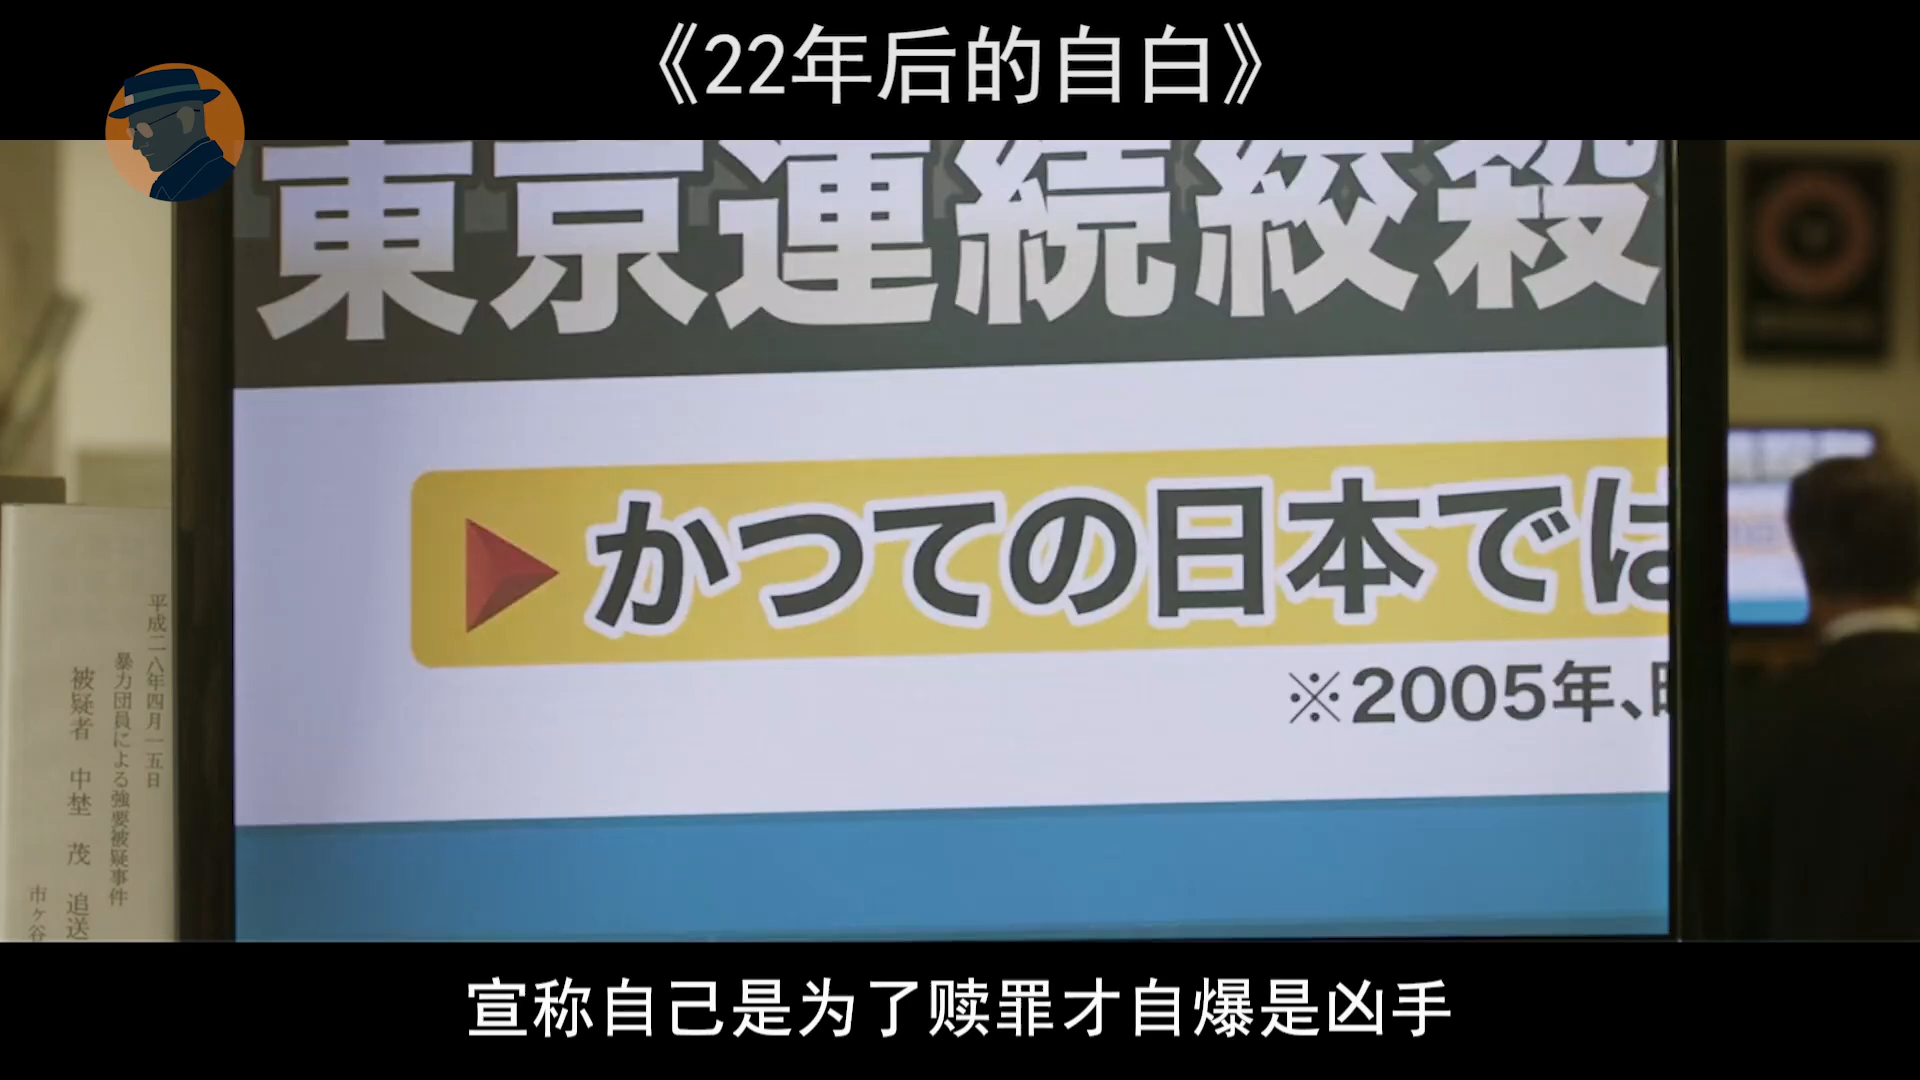 《22年后的自白》
東京連続絞殺
かつての日本では
※2005年、
平成二八年四月一五日
暴力団員による強要被疑事件
被疑者 中埜 茂 追送
市ヶ谷
宣称自己是为了赎罪才自爆是凶手